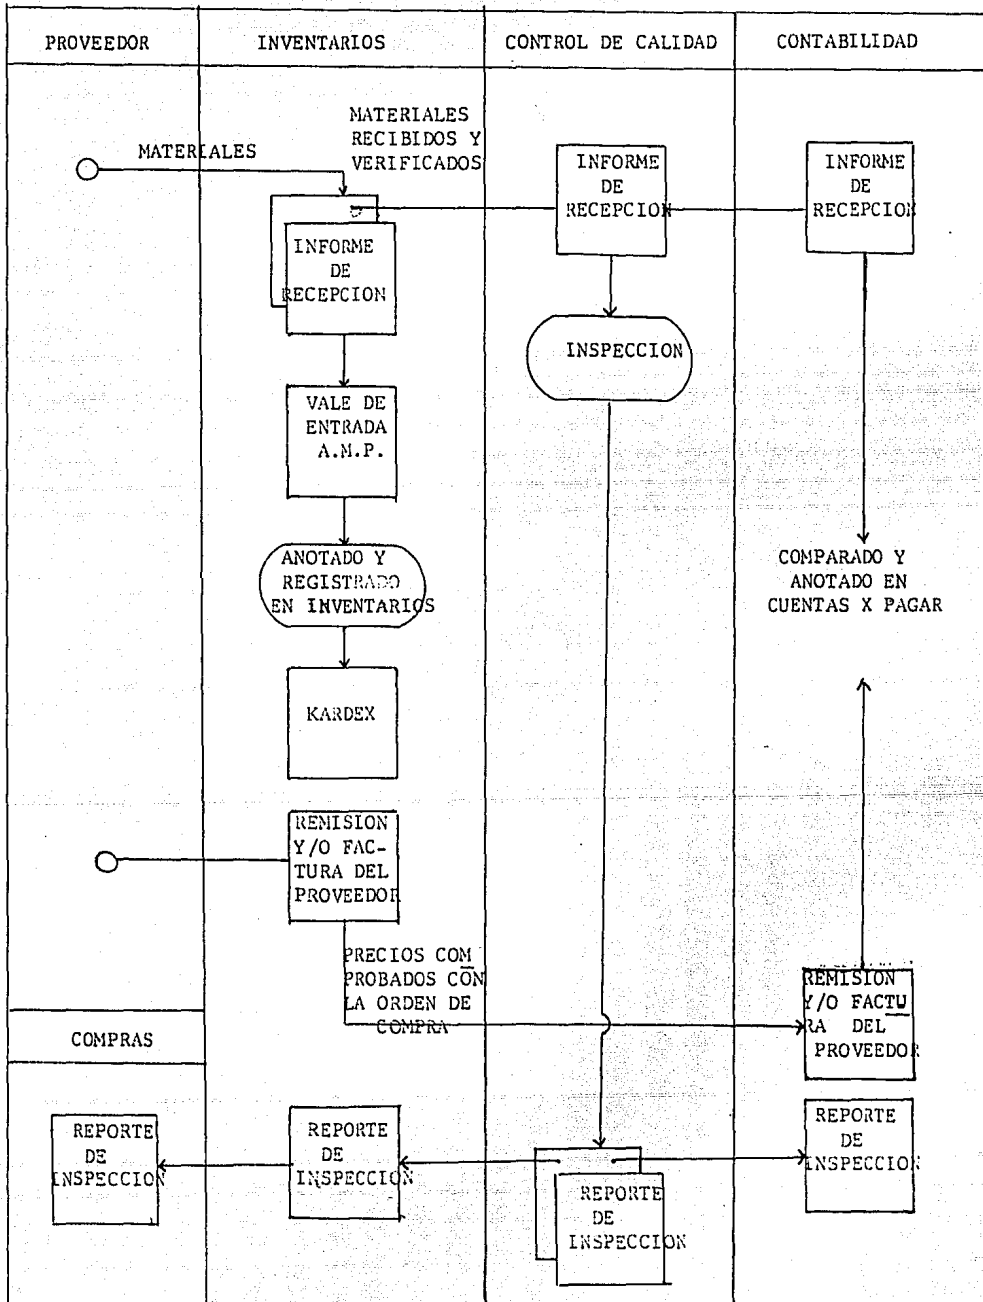 PROVEEDOR
INVENTARIOS
CONTROL DE CALIDAD
CONTABILIDAD
MATERIALES
MATERIALES
RECIBIDOS Y
VERIFICADOS
INFORME
DE
RECEPCION
INFORME
DE
RECEPCION
INFORME
DE
RECEPCION
INSPECCION
VALE DE
ENTRADA
A.M.P.
ANOTADO Y
REGISTRADO
EN INVENTARIOS
COMPARADO Y
ANOTADO EN
CUENTAS X PAGAR
KARDEX
REMISION
Y/O FAC-
TURA DEL
PROVEEDOR
PRECIOS COM
PROBADOS CON
LA ORDEN DE
COMPRA
REMISION
Y/O FACTU
RA DEL
PROVEEDOR
COMPRAS
REPORTE
DE
INSPECCION
REPORTE
DE
INSPECCION
REPORTE
DE
INSPECCION
REPORTE
DE
INSPECCION